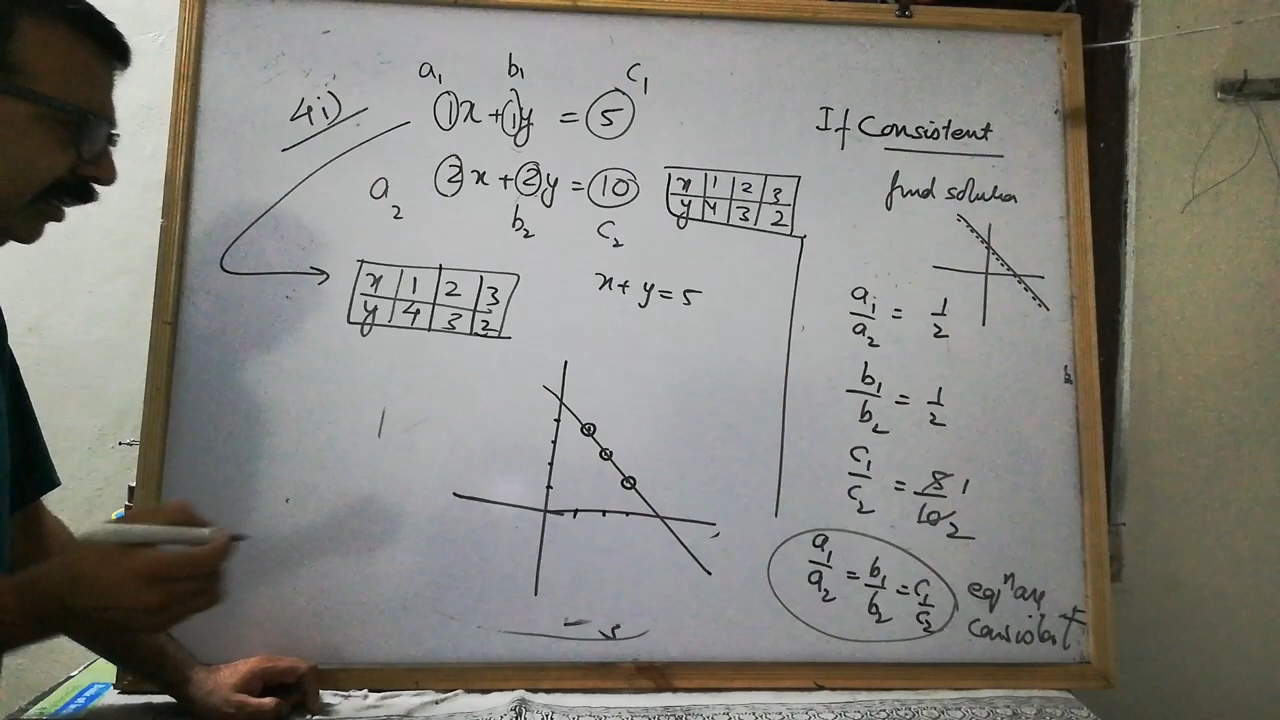 4i)
a₁ b₁ c₁
1x + 1y = 5
2x + 2y = 10
a₂ b₂ c₂
x 1 2 3
y 4 3 2
x 1 2 3
y 4 3 2
x + y = 5
If Consistent
find solution
a₁/a₂ = 1/2
b₁/b₂ = 1/2
c₁/c₂ = 5/10 1/2
a₁/a₂ = b₁/b₂ = c₁/c₂
eqⁿ are
consistent